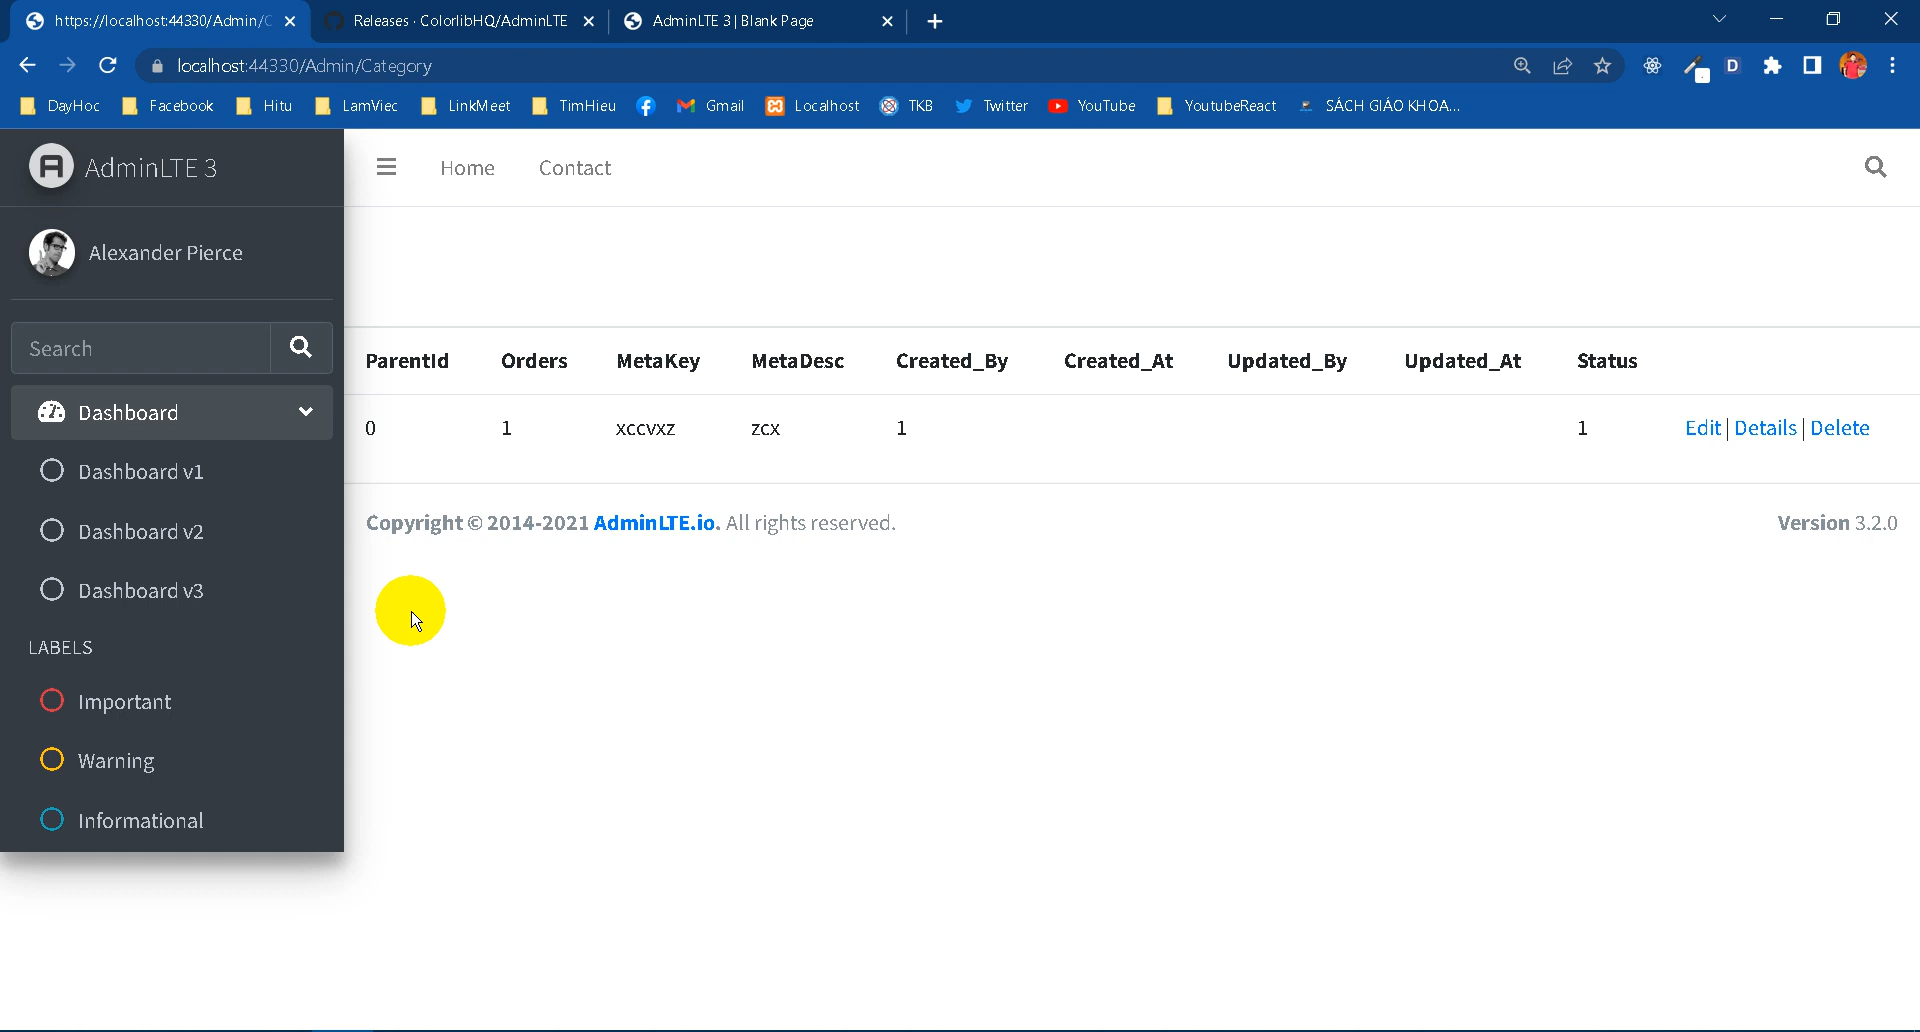 https://localhost:44330/Admin/C
Releases · ColorlibHQ/AdminLTE
AdminLTE 3 | Blank Page
localhost:44330/Admin/Category
DayHoc
Facebook
Hitu
LamViec
LinkMeet
TimHieu
Gmail
Localhost
TKB
Twitter
YouTube
YoutubeReact
SÁCH GIÁO KHOA...
AdminLTE 3
Home
Contact
Alexander Pierce
Search
ParentId Orders MetaKey MetaDesc Created_By Created_At Updated_By Updated_At Status
Dashboard
0 1 xccvxz zcx 1 1 Edit | Details | Delete
Dashboard v1
Dashboard v2
Copyright © 2014-2021 AdminLTE.io. All rights reserved.
Version 3.2.0
Dashboard v3
LABELS
Important
Warning
Informational